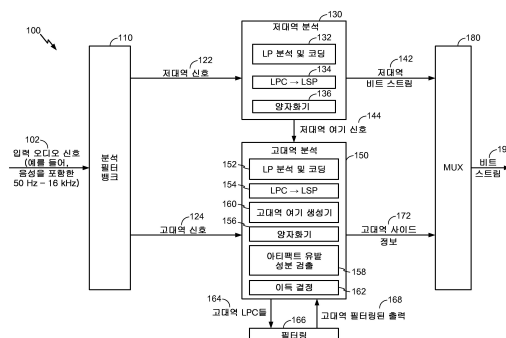 100
110
130
저대역 분석
132
LP 분석 및 코딩
134
LPC → LSP
136
양자화기
180
122
저대역 신호
142
저대역
비트 스트림
144
저대역 여기 신호
102
입력 오디오 신호
(예를 들어,
음성을 포함한
50 Hz – 16 kHz)
분석
필터
뱅크
고대역 분석
150
152
LP 분석 및 코딩
154
LPC → LSP
160
고대역 여기 생성기
156
양자화기
아티팩트 유발
성분 검출
158
이득 결정
162
MUX
비트
스트림
124
고대역 신호
172
고대역 사이드
정보
164
고대역 LPC들
168
고대역 필터링된 출력
166
필터링